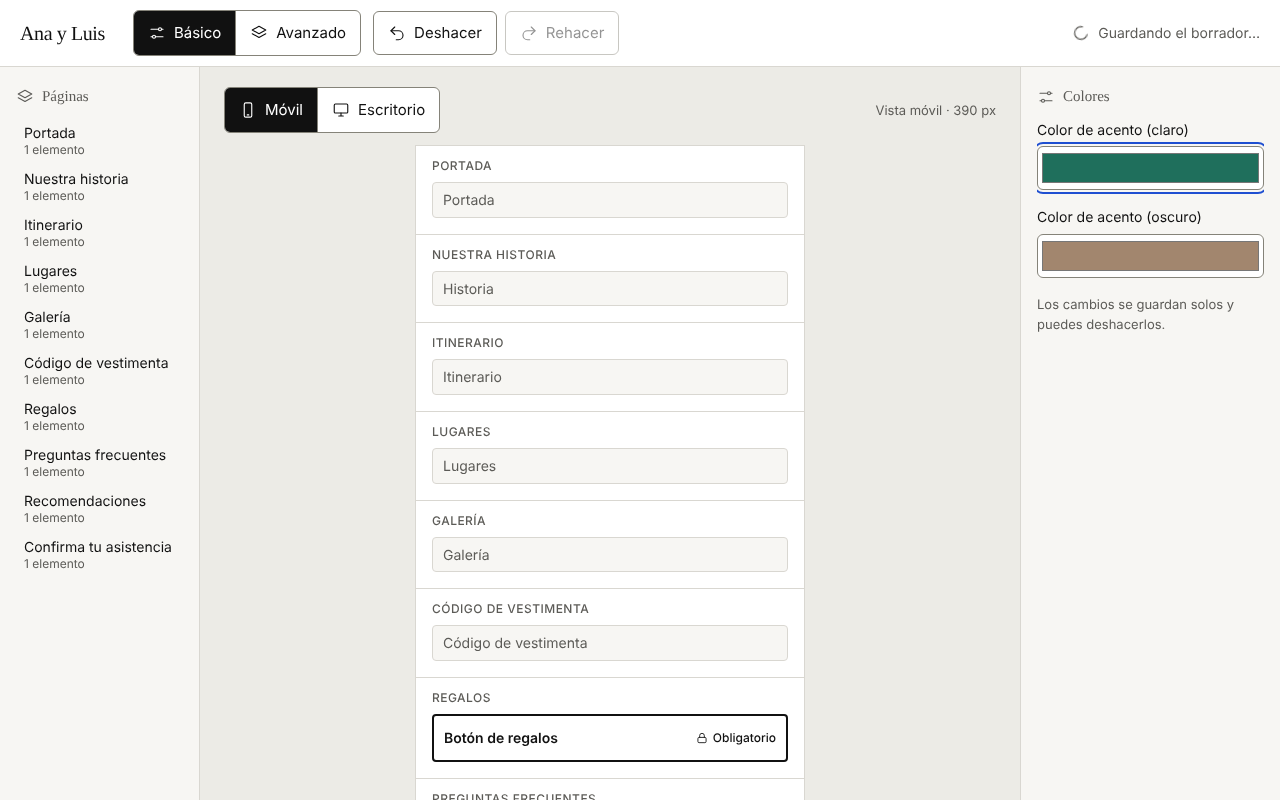 Ana y Luis
Básico
Avanzado
Deshacer
Rehacer
Guardando el borrador...
Páginas
Portada
1 elemento
Nuestra historia
1 elemento
Itinerario
1 elemento
Lugares
1 elemento
Galería
1 elemento
Código de vestimenta
1 elemento
Regalos
1 elemento
Preguntas frecuentes
1 elemento
Recomendaciones
1 elemento
Confirma tu asistencia
1 elemento
Móvil
Escritorio
Vista móvil · 390 px
PORTADA
Portada
NUESTRA HISTORIA
Historia
ITINERARIO
Itinerario
LUGARES
Lugares
GALERÍA
Galería
CÓDIGO DE VESTIMENTA
Código de vestimenta
REGALOS
Botón de regalos
Obligatorio
PREGUNTAS FRECUENTES
Colores
Color de acento (claro)
Color de acento (oscuro)
Los cambios se guardan solos y
puedes deshacerlos.